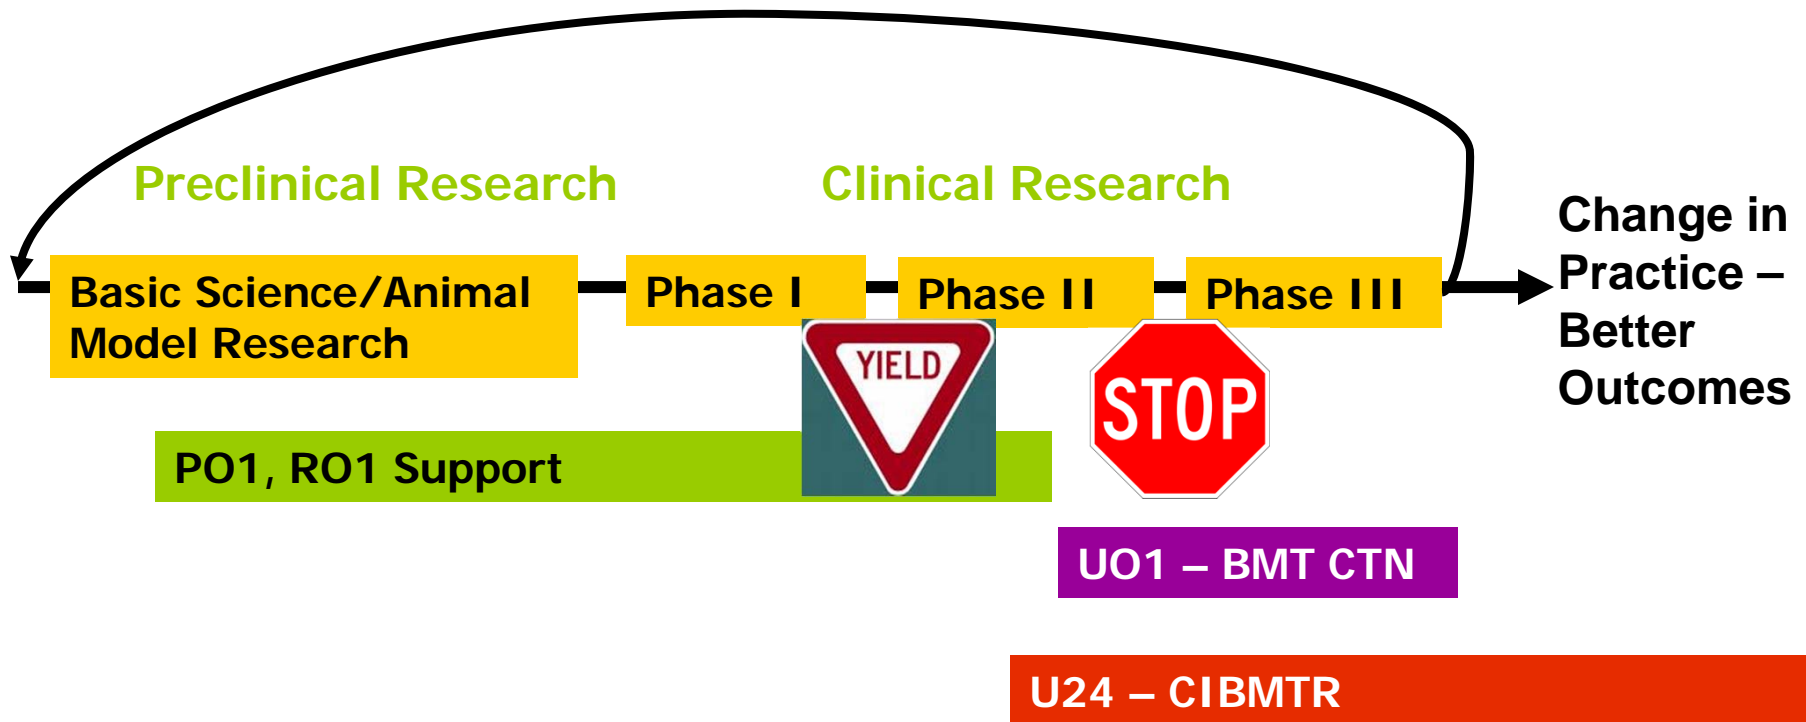 Preclinical Research
Clinical Research
Basic Science/Animal
Model Research
Phase I
Phase II
Phase III
Change in
Practice –
Better
Outcomes
YIELD
STOP
PO1, RO1 Support
UO1 – BMT CTN
U24 – CIBMTR